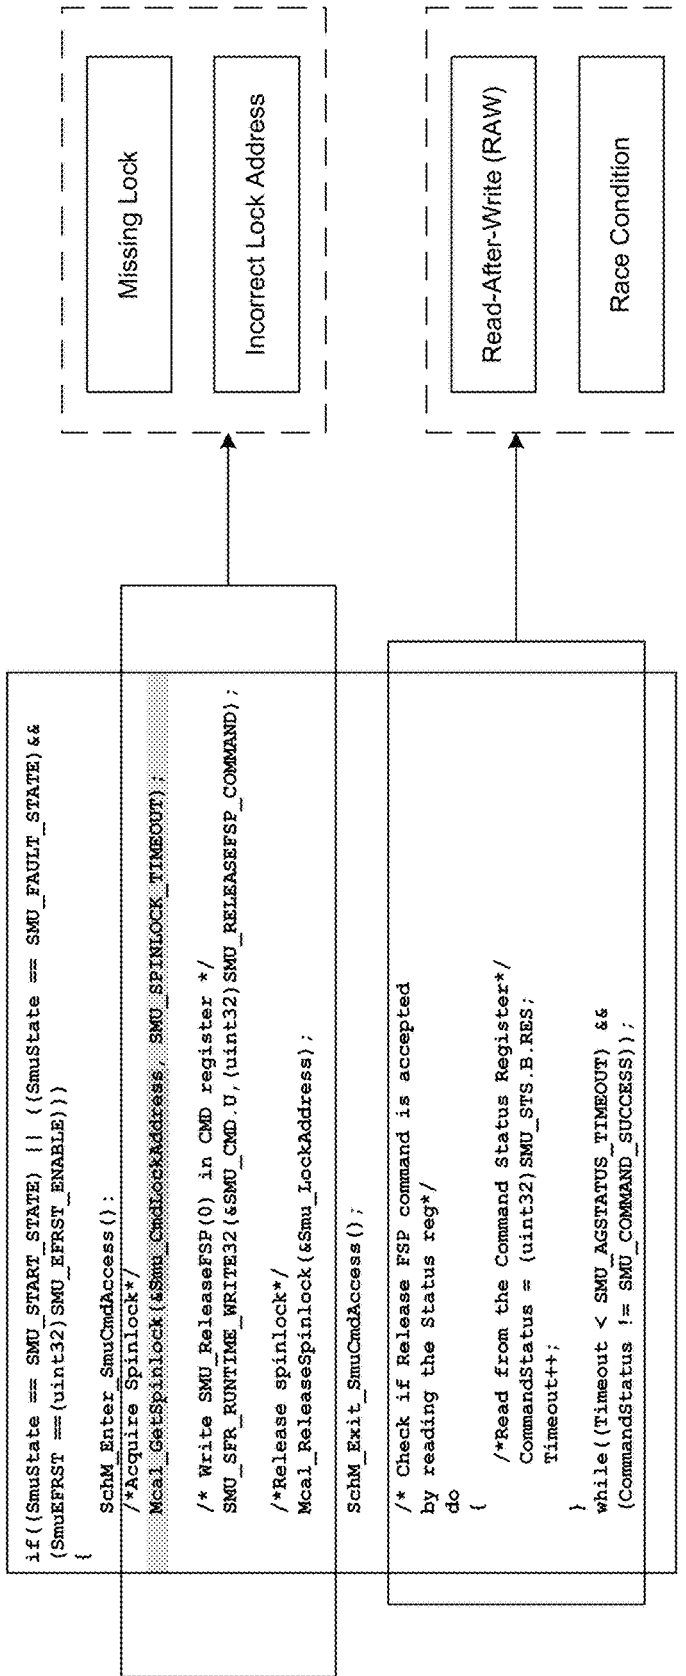 if((SmuState == SMU_START_STATE) || ((SmuState == SMU_FAULT_STATE)&&
(SmuEFRST ==(uint32)SMU_EFRST_ENABLE)))
{
SchM_Enter_SmuCmdAccess();
/*Acquire Spinlock*/
Mcal_GetSpinlock(&Smu_CmdLockAddress, SMU_SPINLOCK_TIMEOUT);
/* Write SMU_ReleaseFSP(0) in CMD register */
SMU_SFR_RUNTIME_WRITE32(&SMU_CMD.U,(uint32)SMU_RELEASEFSP_COMMAND);
/*Release spinlock*/
Mcal_ReleaseSpinlock(&Smu_LockAddress);
SchM_Exit_SmuCmdAccess();
/* Check if Release FSP command is accepted
by reading the Status reg*/
do
{
/*Read from the Command Status Register*/
CommandStatus = (uint32)SMU_STS.B.RES;
Timeout++;
}
while((Timeout < SMU_AGSTATUS_TIMEOUT) &&
(CommandStatus != SMU_COMMAND_SUCCESS));
Missing Lock
Incorrect Lock Address
Read-After-Write (RAW)
Race Condition